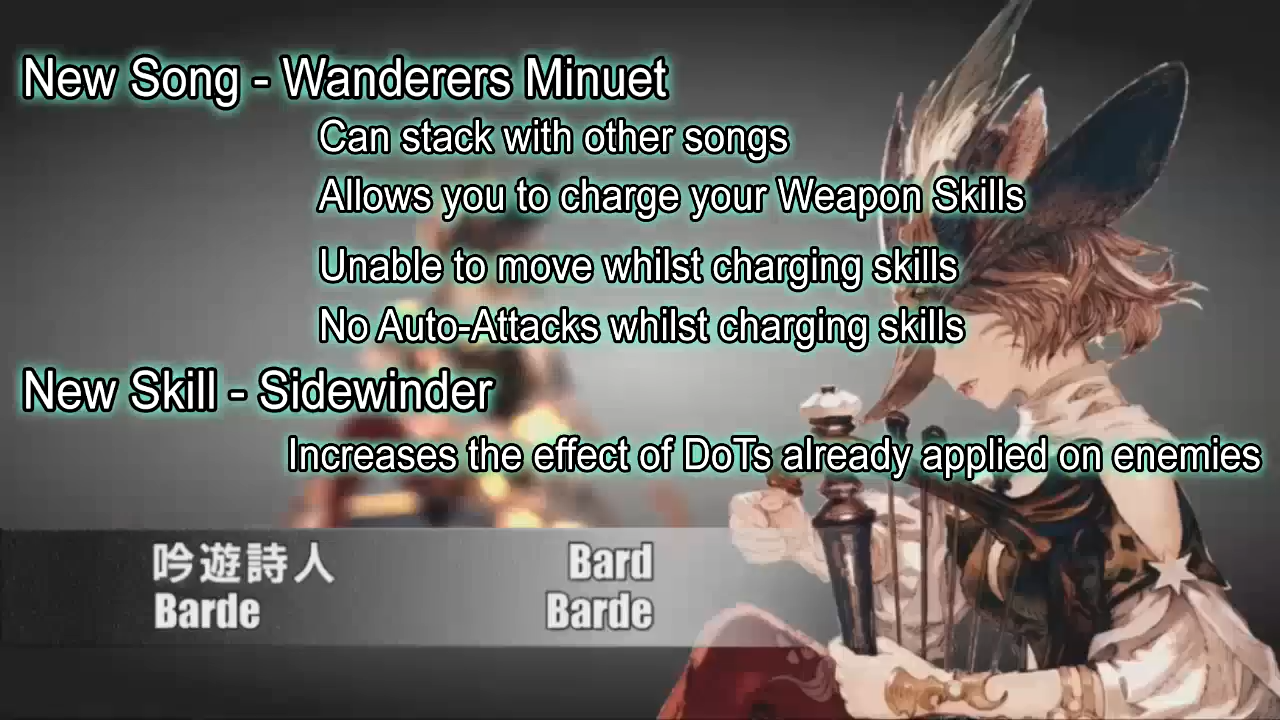 New Song - Wanderers Minuet
Can stack with other songs
Allows you to charge your Weapon Skills
Unable to move whilst charging skills
No Auto-Attacks whilst charging skills
New Skill - Sidewinder
Increases the effect of DoTs already applied on enemies
吟遊詩人 Bard
Barde Barde